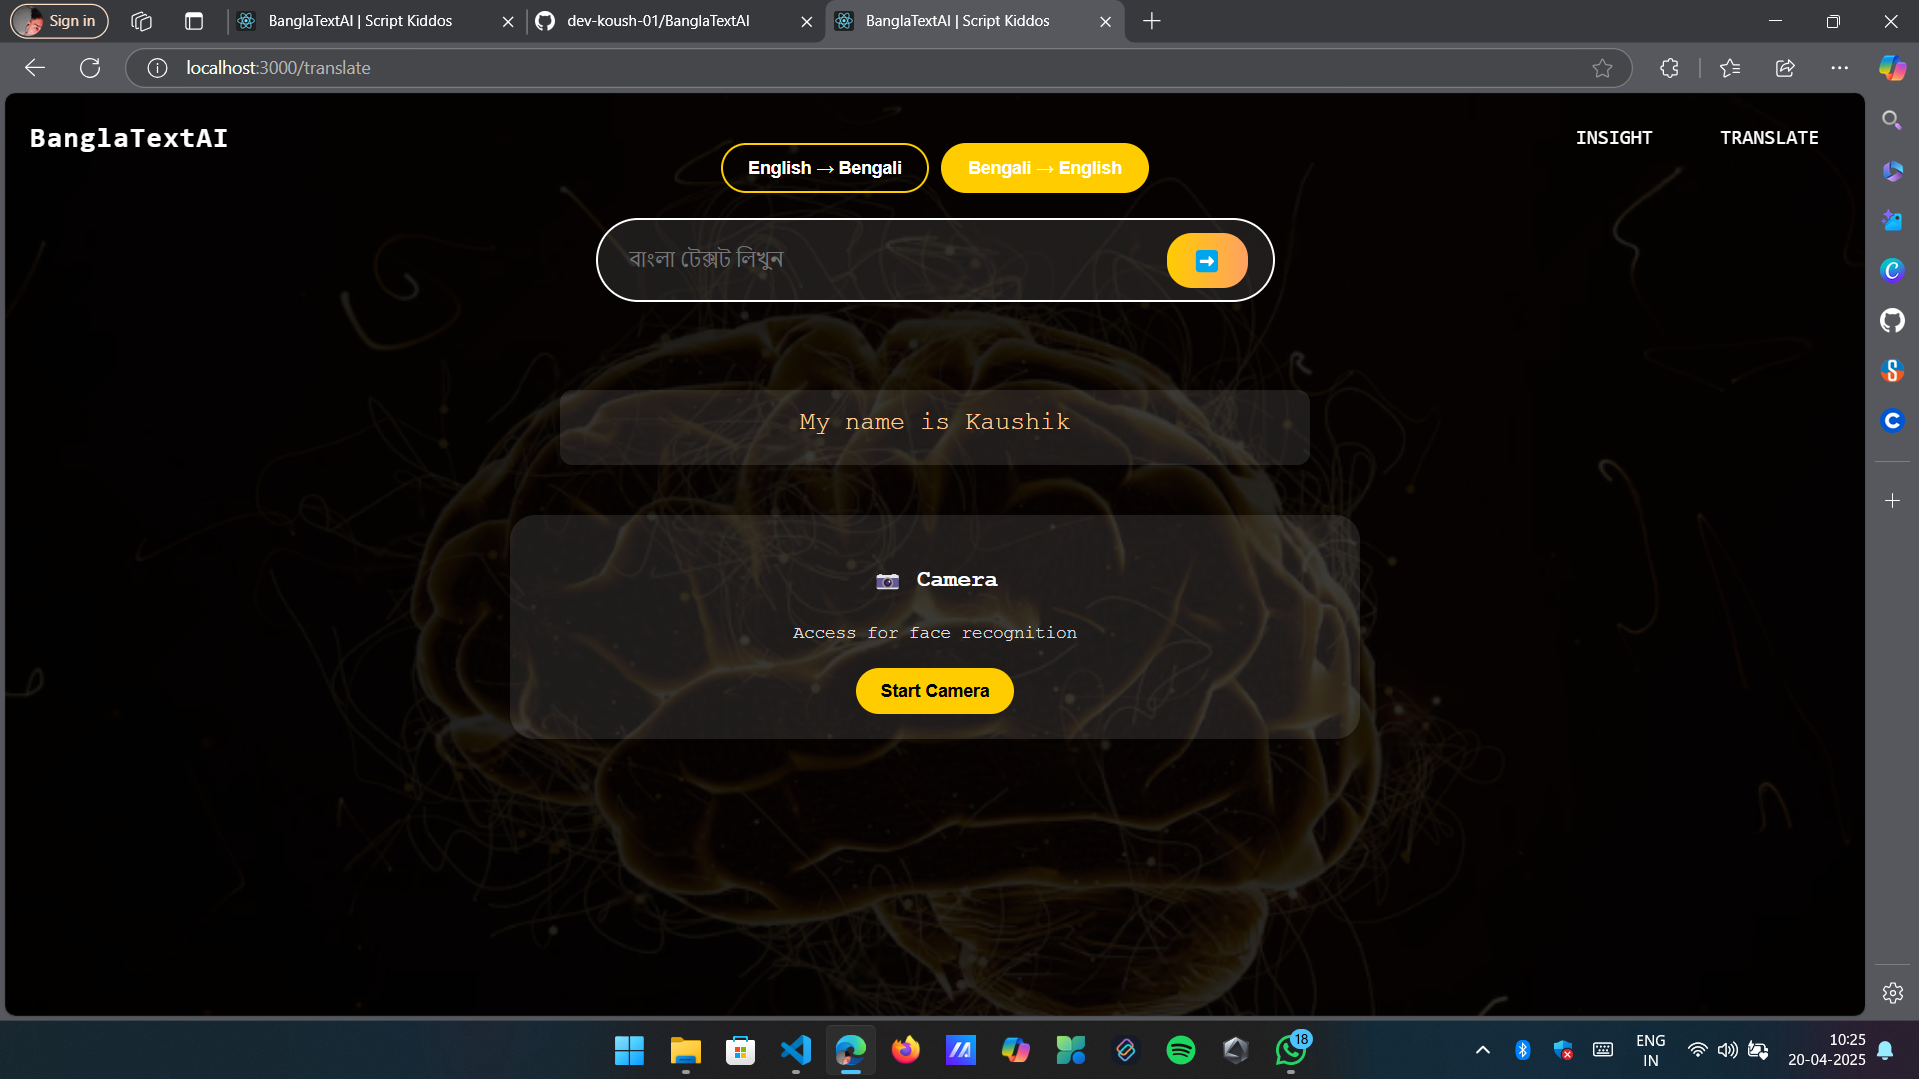 Sign in
BanglaTextAI | Script Kiddos
dev-koush-01/BanglaTextAI
BanglaTextAI | Script Kiddos
localhost:3000/translate
BanglaTextAI
INSIGHT
TRANSLATE
English → Bengali
Bengali → English
বাংলা টেক্সট লিখুন
My name is Kaushik
Camera
Access for face recognition
Start Camera
18
ENG
IN
10:25
20-04-2025